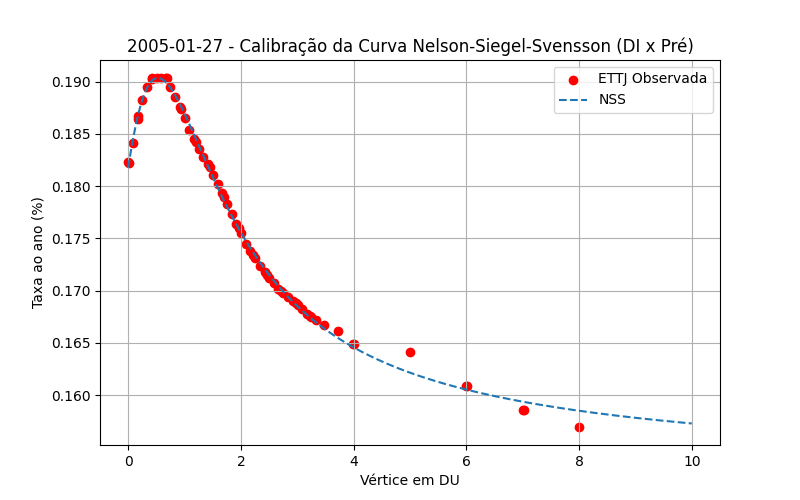 2005-01-27 - Calibração da Curva Nelson-Siegel-Svensson (DI x Pré)
ETTJ Observada
NSS
Taxa ao ano (%)
0.190
0.185
0.180
0.175
0.170
0.165
0.160
0
2
4
6
8
10
Vértice em DU